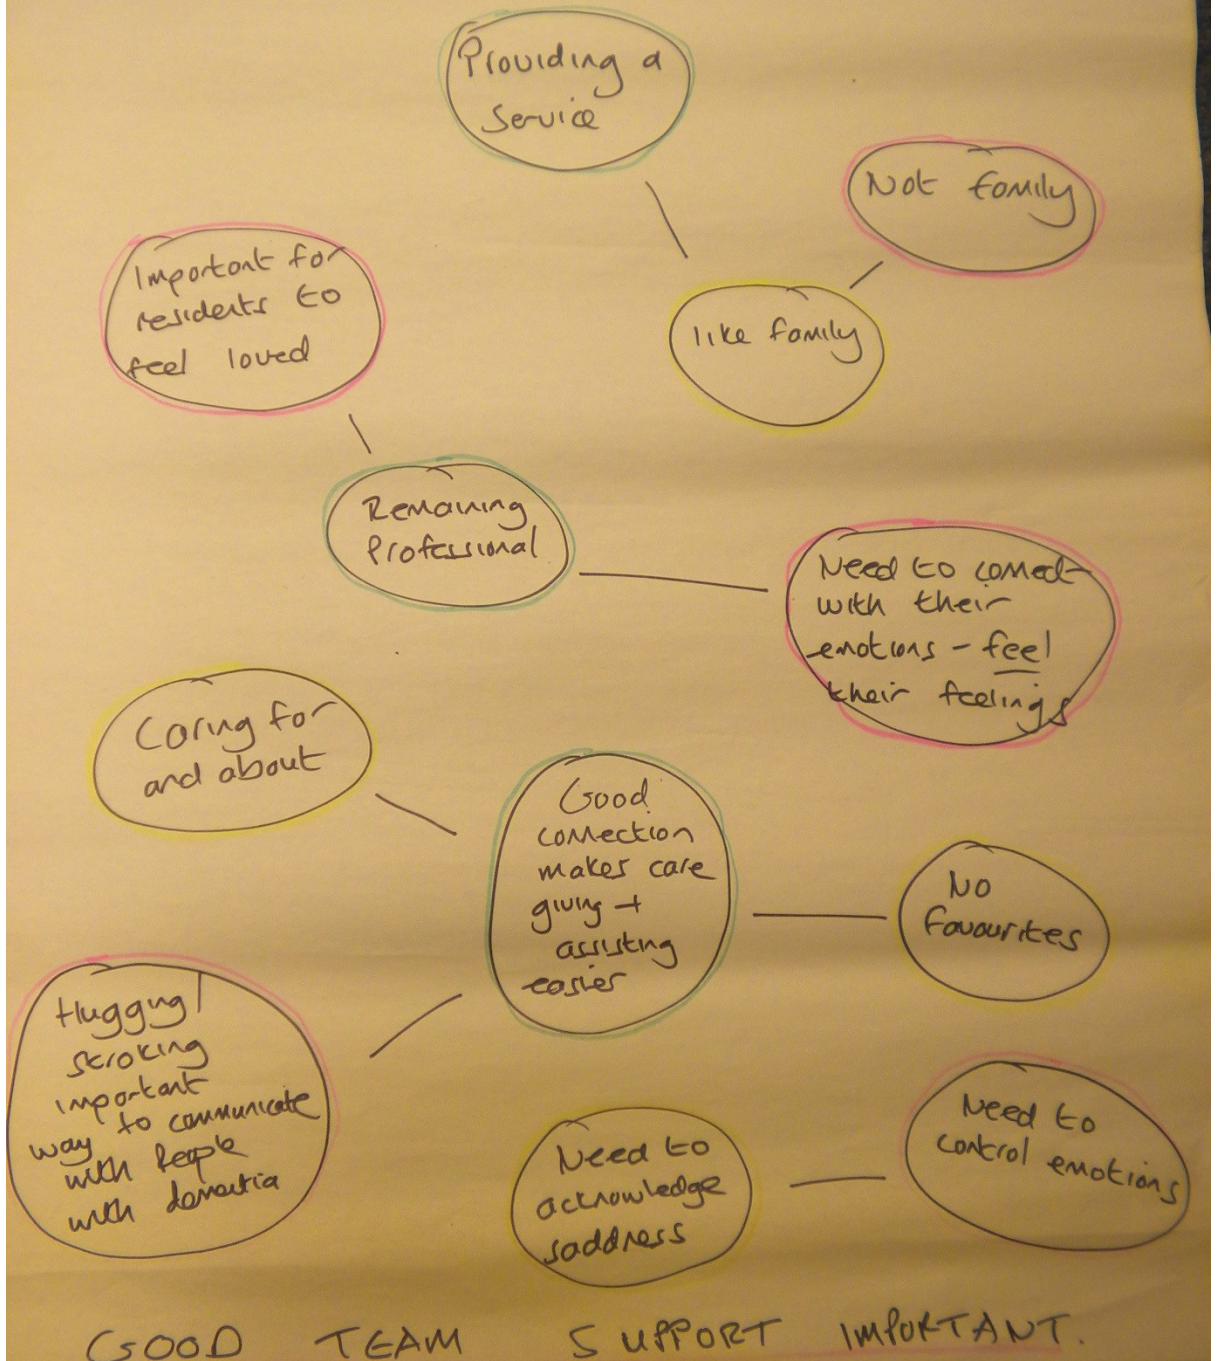 Providing a
service
Not family
like family
Important for
residents to
feel loved
Remaining
Professional
Need to connect
with their
emotions - feel
their feelings
Caring for
and about
Good
connection
makes care
giving +
assisting
easier
No
favourites
Hugging/
stroking
important
way to communicate
with People
with dementia
Need to
acknowledge
saddness
Need to
control emotions
GOOD TEAM SUPPORT IMPORTANT.